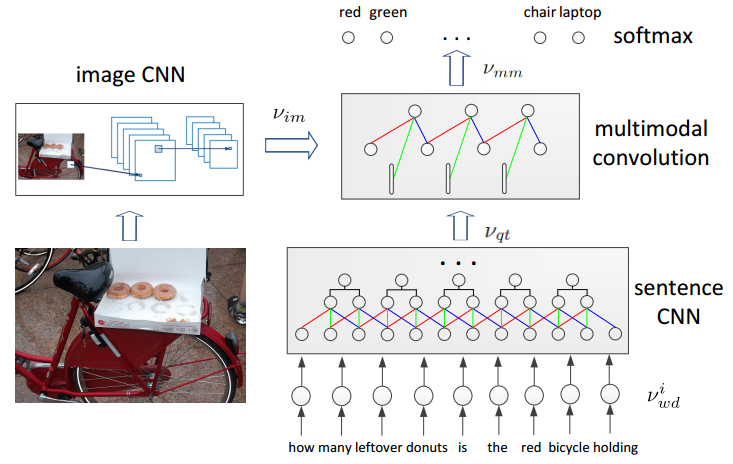 red green chair laptop
. . . softmax
image CNN
ν_mm
ν_im
multimodal
convolution
ν_qt
. . .
sentence
CNN
ν^i_wd
how many leftover donuts is the red bicycle holding